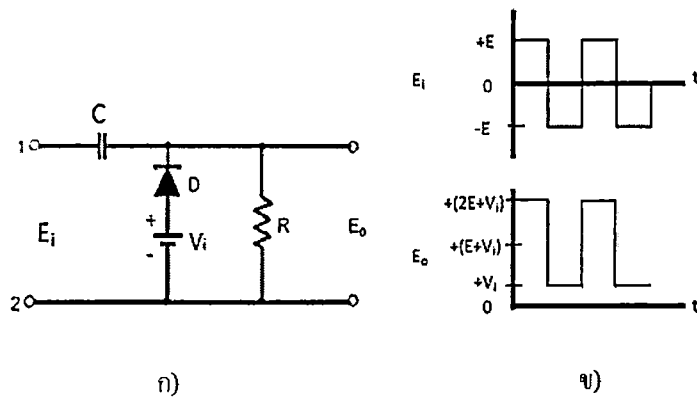 C
1
D
+
Ei
Vi
-
R
Eo
2
ก)
+E
Ei
0
t
-E
+(2E+Vi)
+(E+Vi)
Eo
+Vi
0
t
ข)